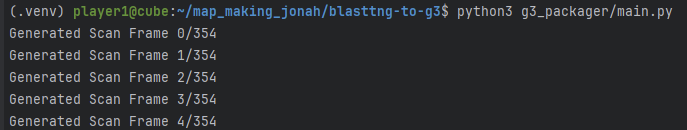 (.venv) player1@cube:~/map_making_jonah/blasttng-to-g3$ python3 g3_packager/main.py
Generated Scan Frame 0/354
Generated Scan Frame 1/354
Generated Scan Frame 2/354
Generated Scan Frame 3/354
Generated Scan Frame 4/354